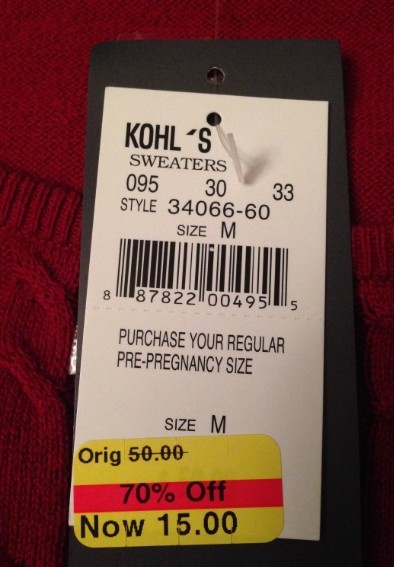 KOHL´S
SWEATERS
095 30 33
STYLE 34066-60
SIZE M
8 87822 00495 5
PURCHASE YOUR REGULAR
PRE-PREGNANCY SIZE
SIZE M
Orig 50.00
70% Off
Now 15.00